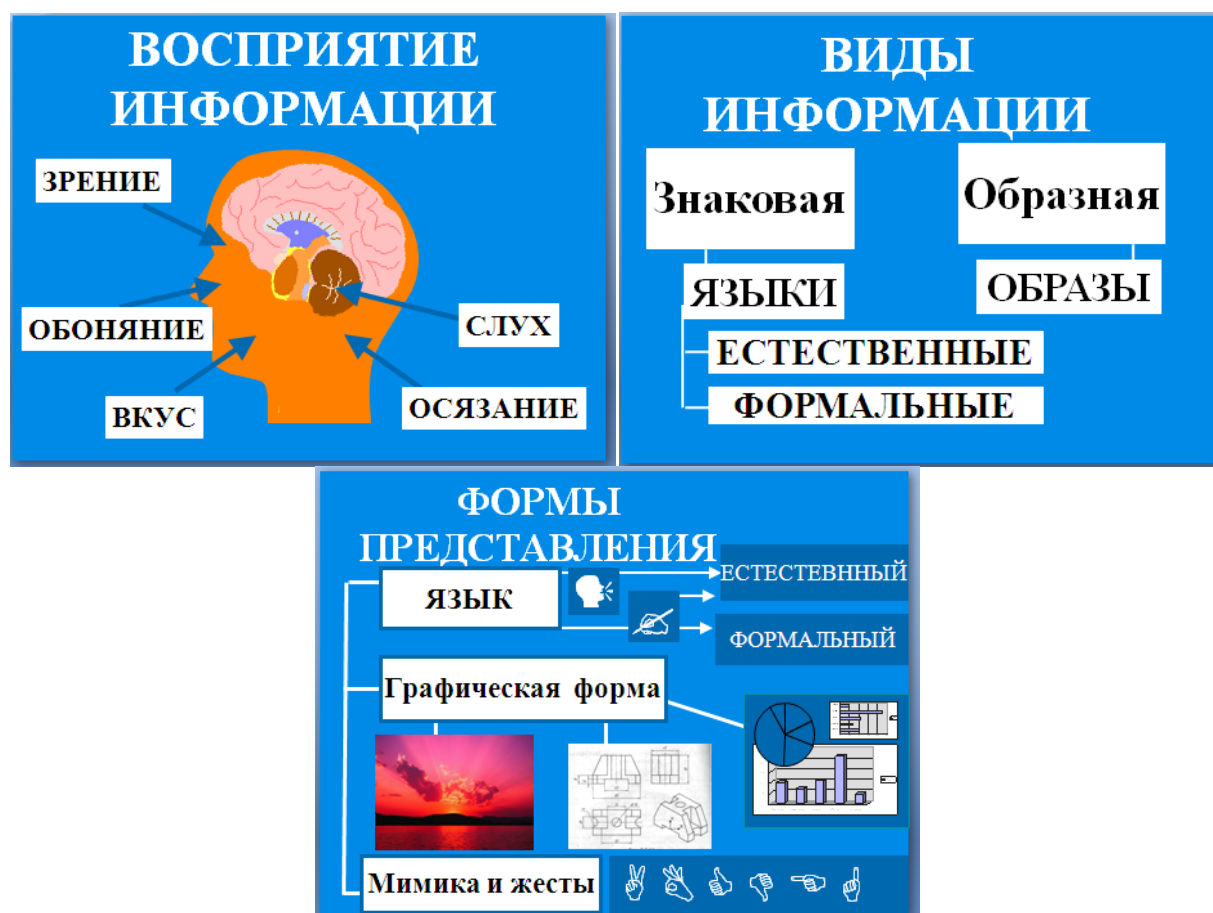 ВОСПРИЯТИЕ
ИНФОРМАЦИИ
ЗРЕНИЕ
ОБОНЯНИЕ
ВКУС
СЛУХ
ОСЯЗАНИЕ
ВИДЫ
ИНФОРМАЦИИ
Знаковая
Образная
ЯЗЫКИ
ОБРАЗЫ
ЕСТЕСТВЕННЫЕ
ФОРМАЛЬНЫЕ
ФОРМЫ
ПРЕДСТАВЛЕНИЯ
ЯЗЫК
ЕСТЕСТЕВННЫЙ
ФОРМАЛЬНЫЙ
Графическая форма
Мимика и жесты